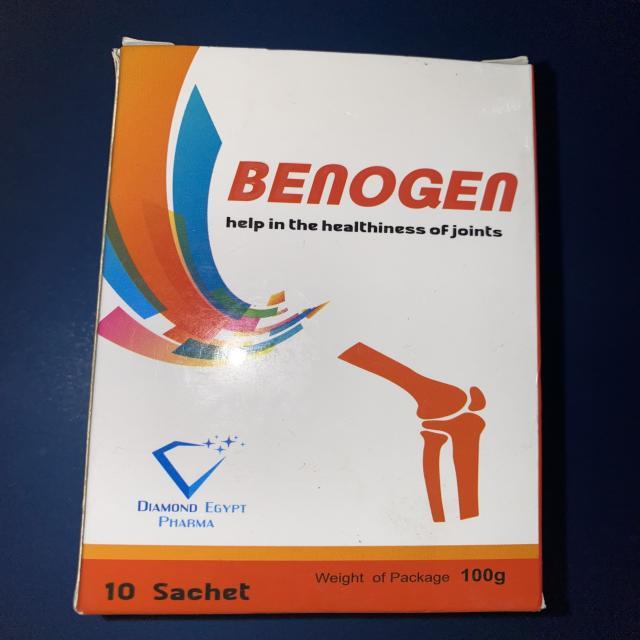 BENOGEN
help in the healthiness of joints
DIAMOND EGYPT
PHARMA
10 Sachet
Weight of Package 100g